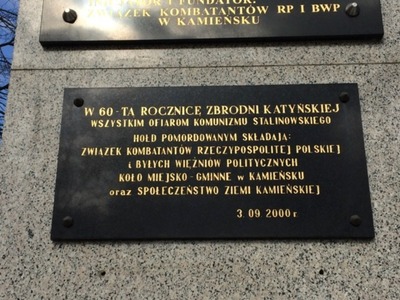 I FUNDATOR:
ZWIĄZEK KOMBATANTÓW RP I BWP
W KAMIEŃSKU
W 60-TĄ ROCZNICĘ ZBRODNI KATYŃSKIEJ
WSZYSTKIM OFIAROM KOMUNIZMU STALINOWSKIEGO
HOŁD POMORDOWANYM SKŁADAJĄ:
ZWIĄZEK KOMBATANTÓW RZECZYPOSPOLITEJ POLSKIEJ
i BYŁYCH WIĘŹNIÓW POLITYCZNYCH
KOŁO MIEJSKO-GMINNE w KAMIEŃSKU
oraz SPOŁECZEŃSTWO ZIEMI KAMIEŃSKIEJ
3.09.2000 r